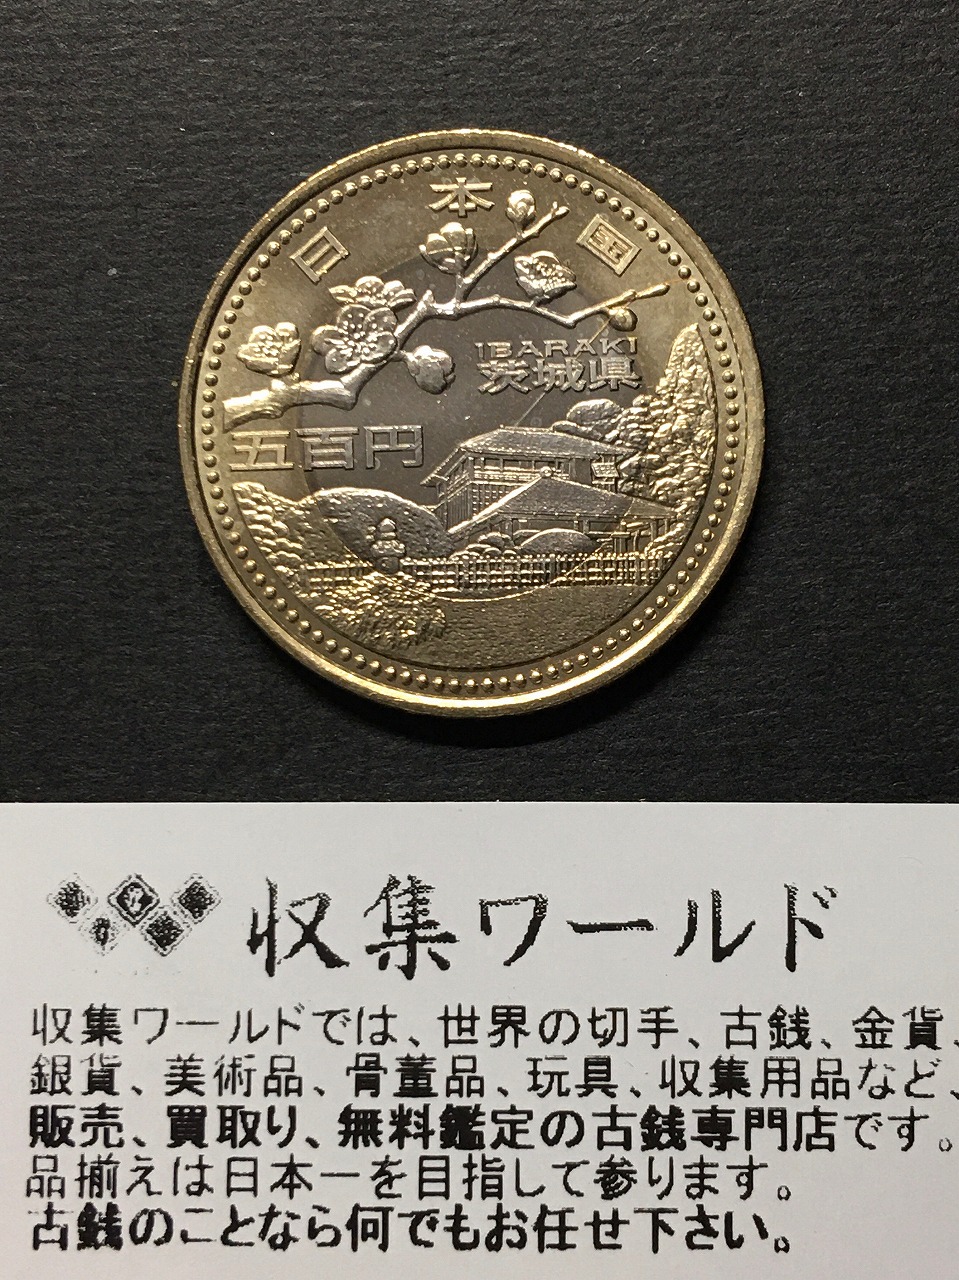 日本国
IBARAKI
茨城県
五百円
収集ワールド
収集ワールドでは、世界の切手、古銭、金貨、
銀貨、美術品、骨董品、玩具、収集用品など、
販売、買取り、無料鑑定の古銭専門店です。
品揃えは日本一を目指して参ります。
古銭のことなら何でもお任せ下さい。